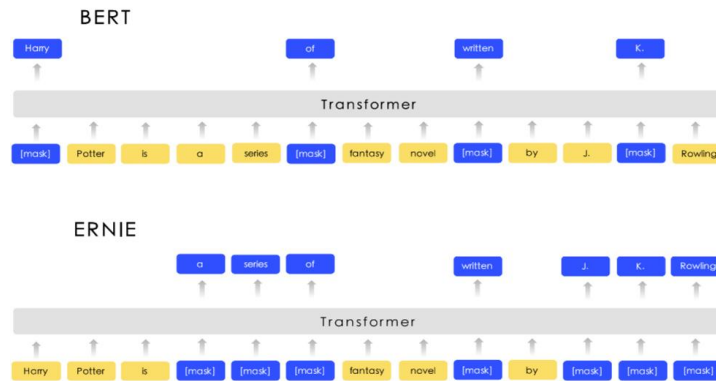 BERT
Harry of written K.
Transformer
[mask] Potter is a series [mask] fantasy novel [mask] by J. [mask] Rowling
ERNIE
a series of written J. K. Rowling
Transformer
Harry Potter is [mask] [mask] [mask] fantasy novel [mask] by [mask] [mask] [mask]